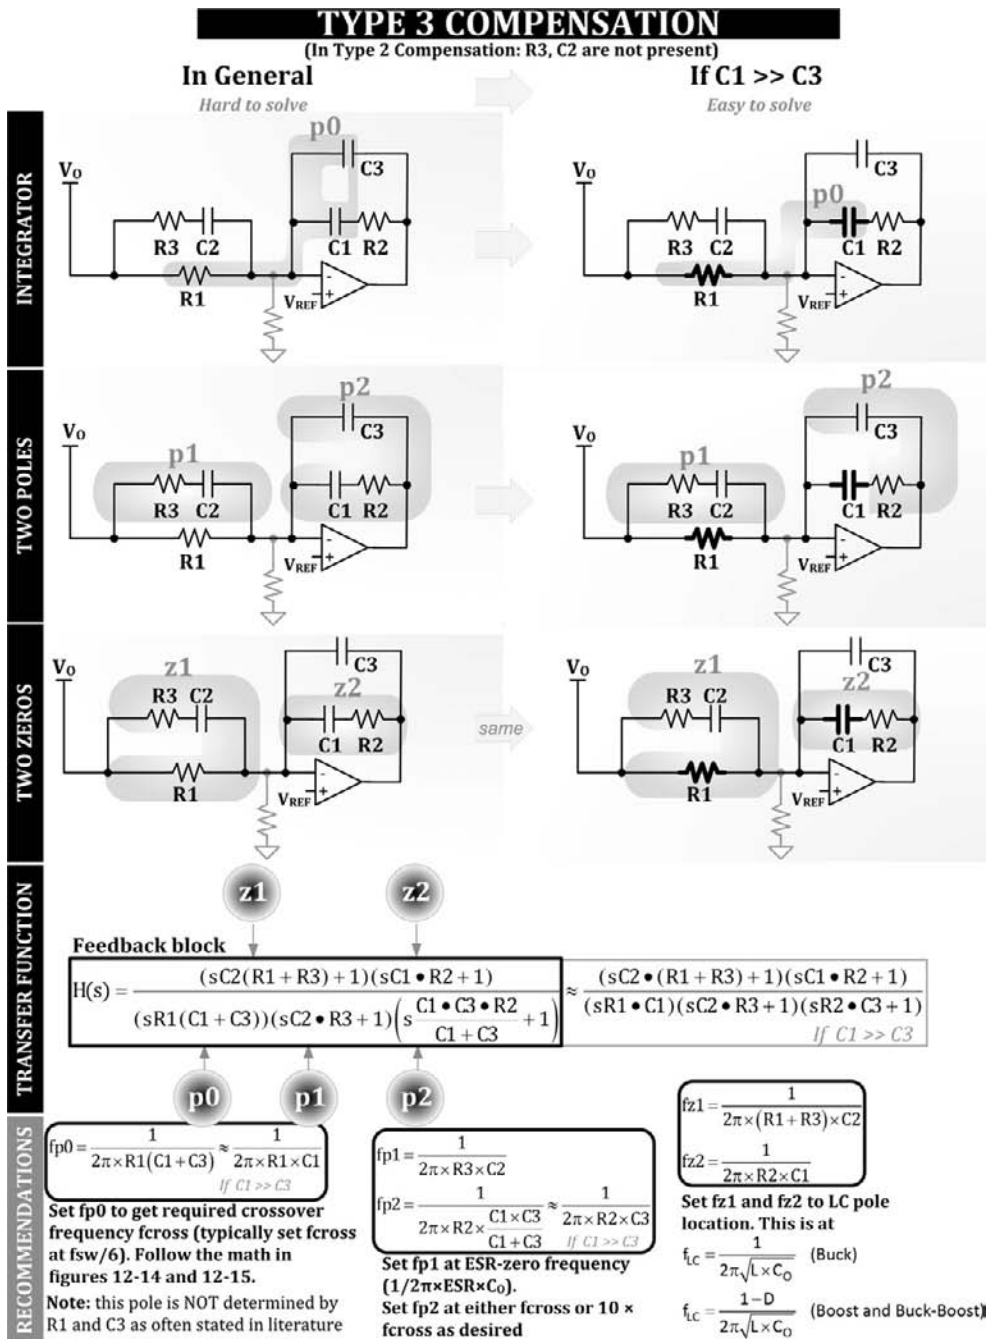 TYPE 3 COMPENSATION
(In Type 2 Compensation: R3, C2 are not present)
In General
If C1 >> C3
Hard to solve
Easy to solve
INTEGRATOR
p0
Vo
C3
R3 C2
C1 R2
R1
VREF
-
+
p0
C3
R3 C2
C1 R2
R1
VREF
-
+
TWO POLES
p2
Vo
C3
p1
R3 C2
C1 R2
R1
VREF
-
+
p2
C3
p1
R3 C2
C1 R2
R1
VREF
-
+
TWO ZEROS
Vo
z1
C3
R3 C2
z2
C1 R2
R1
VREF
-
+
same
z1
C3
R3 C2
z2
C1 R2
R1
VREF
-
+
TRANSFER FUNCTION
z1
z2
Feedback block
H(s) = (sC2(R1 + R3) + 1)(sC1 • R2 + 1) / (sR1(C1 + C3))(sC2 • R3 + 1)(s C1 • C3 • R2 / C1 + C3 + 1) ≈ (sC2 • (R1 + R3) + 1)(sC1 • R2 + 1) / (sR1 • C1)(sC2 • R3 + 1)(sR2 • C3 + 1)
If C1 >> C3
p0
p1
p2
RECOMMENDATIONS
fp0 = 1 / 2π × R1(C1 + C3) ≈ 1 / 2π × R1 × C1
If C1 >> C3
Set fp0 to get required crossover
frequency fcross (typically set fcross
at fsw/6). Follow the math in
figures 12-14 and 12-15.
Note: this pole is NOT determined by
R1 and C3 as often stated in literature
fp1 = 1 / 2π × R3 × C2
fp2 = 1 / 2π × R2 × C1 × C3 / C1 + C3 ≈ 1 / 2π × R2 × C3
If C1 >> C3
Set fp1 at ESR-zero frequency
(1/2π×ESR×Co).
Set fp2 at either fcross or 10 ×
fcross as desired
fz1 = 1 / 2π × (R1 + R3) × C2
fz2 = 1 / 2π × R2 × C1
Set fz1 and fz2 to LC pole
location. This is at
fLC = 1 / 2π√L × CO (Buck)
fLC = 1 − D / 2π√L × CO (Boost and Buck-Boost)